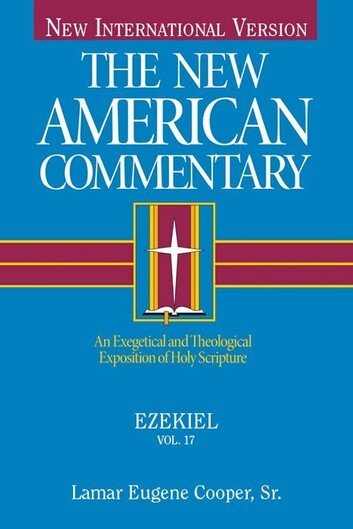 New International Version
THE NEW
AMERICAN
COMMENTARY
An Exegetical and Theological
Exposition of Holy Scripture
EZEKIEL
VOL. 17
Lamar Eugene Cooper, Sr.